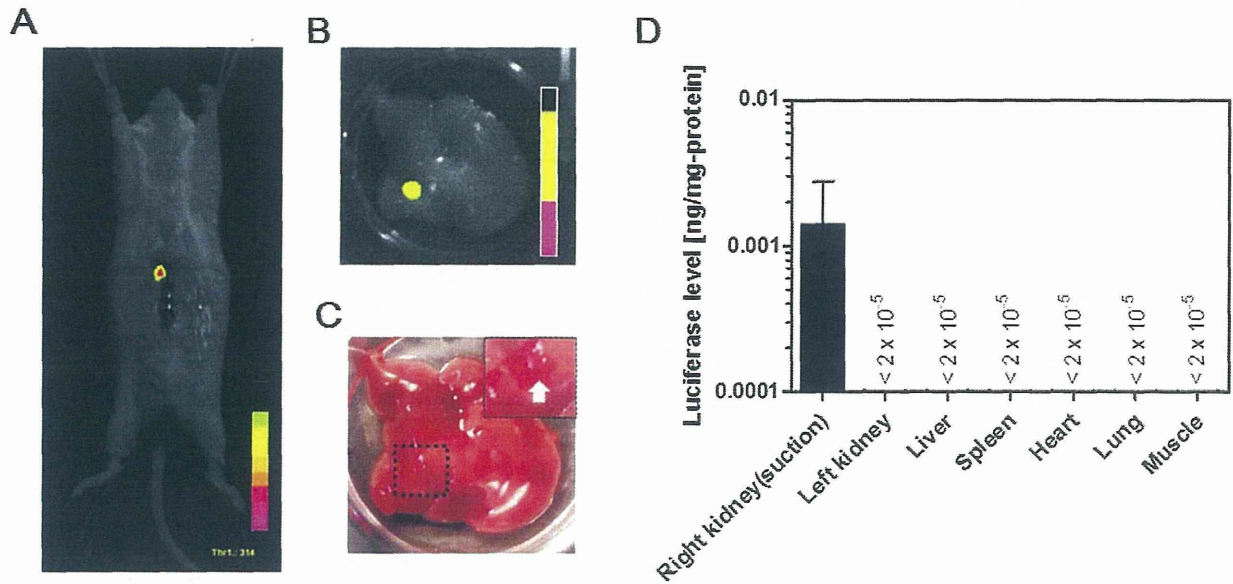 A
B
C
D
Thrt.: 314
Luciferase level [ng/mg-protein]
0.01
0.001
0.0001
< 2 x 10⁻⁵
< 2 x 10⁻⁵
< 2 x 10⁻⁵
< 2 x 10⁻⁵
< 2 x 10⁻⁵
< 2 x 10⁻⁵
Right kidney(suction)
Left kidney
Liver
Spleen
Heart
Lung
Muscle